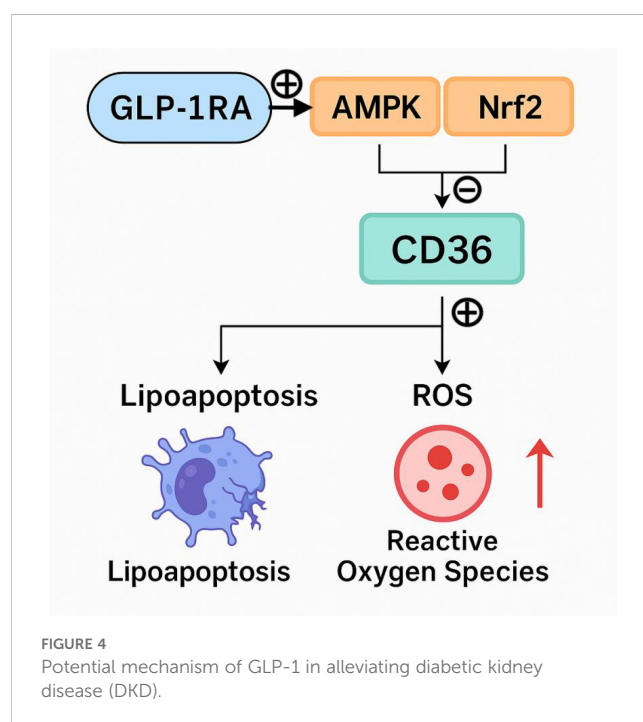 ⊕
GLP-1RA
AMPK
Nrf2
⊖
CD36
⊕
Lipoapoptosis
ROS
Lipoapoptosis
Reactive
Oxygen Species
FIGURE 4
Potential mechanism of GLP-1 in alleviating diabetic kidney
disease (DKD).